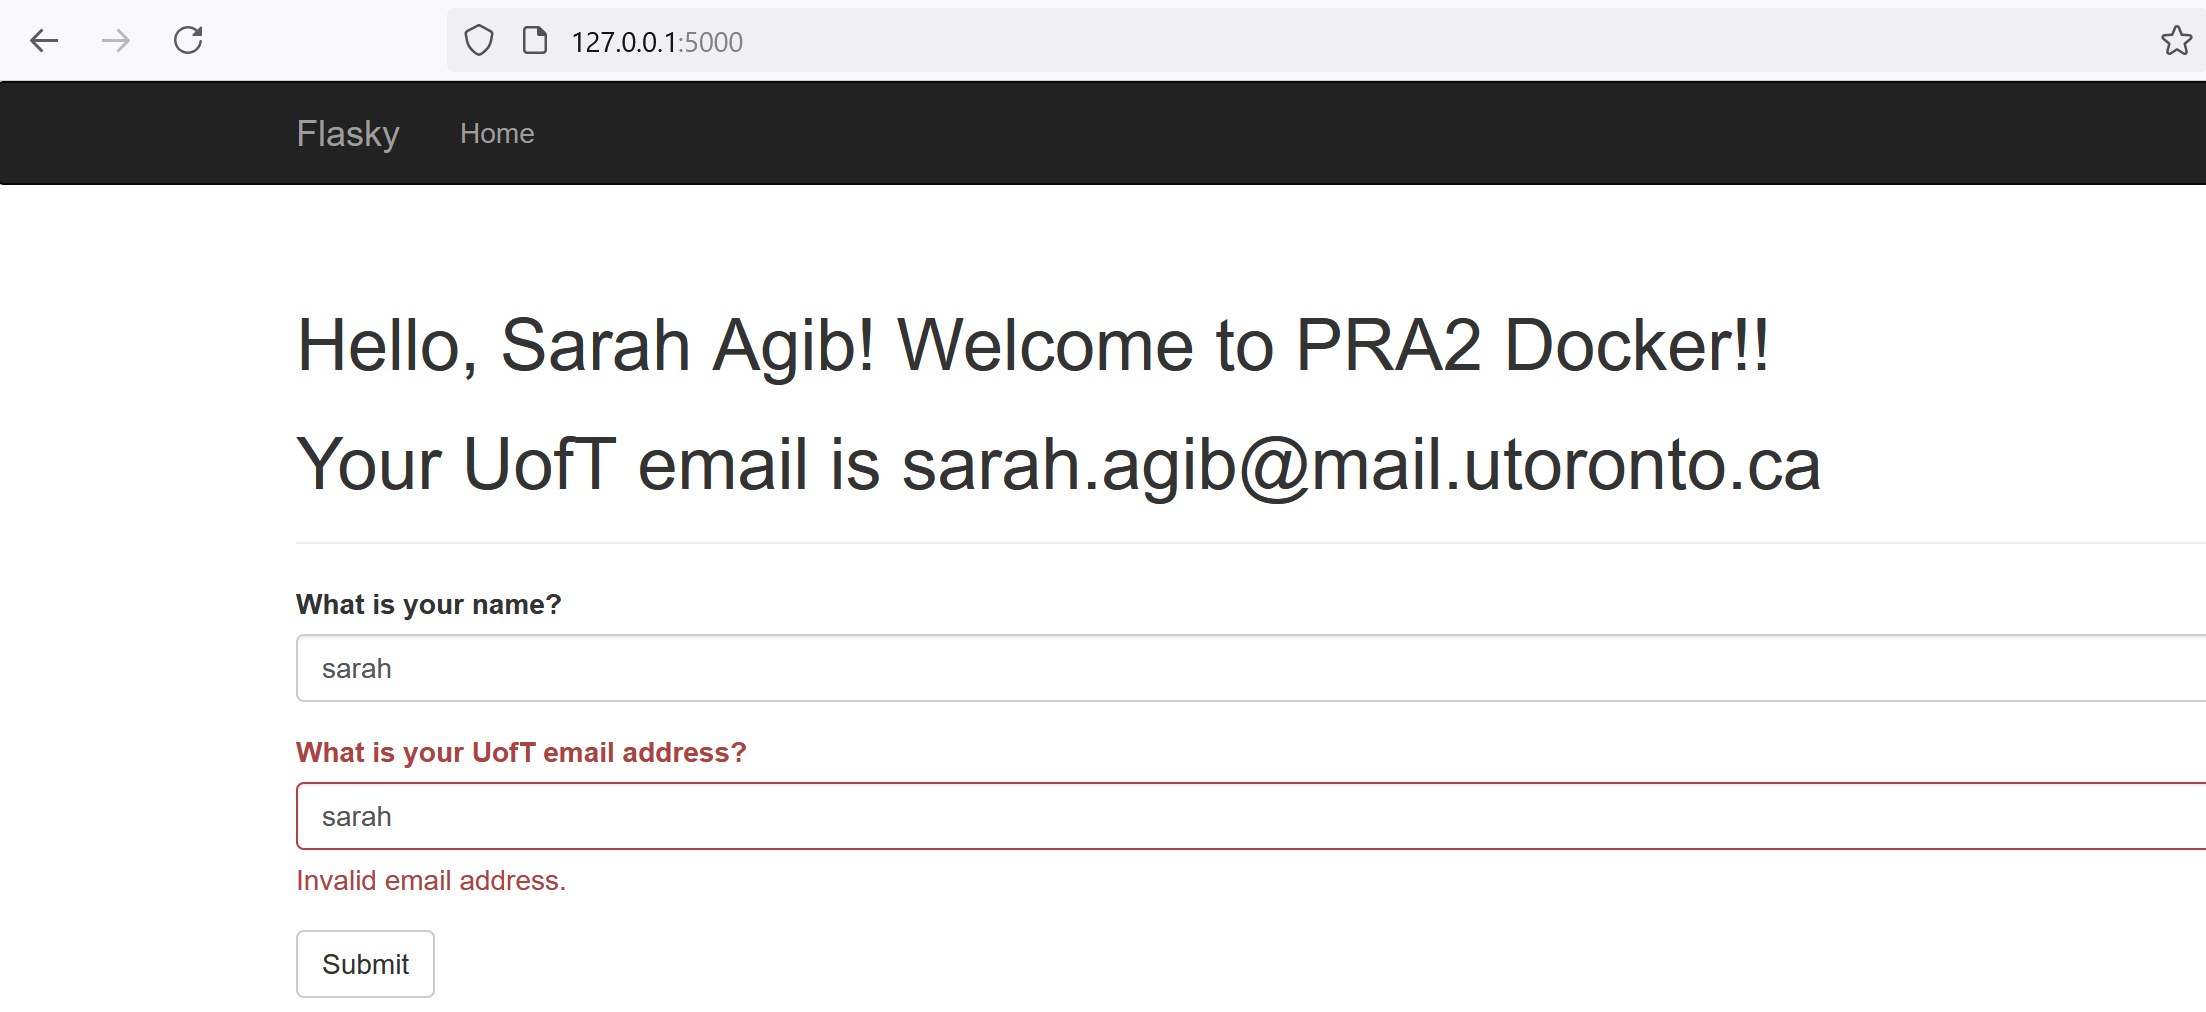 127.0.0.1:5000
Flasky Home
Hello, Sarah Agib! Welcome to PRA2 Docker!!
Your UofT email is sarah.agib@mail.utoronto.ca
What is your name?
sarah
What is your UofT email address?
sarah
Invalid email address.
Submit